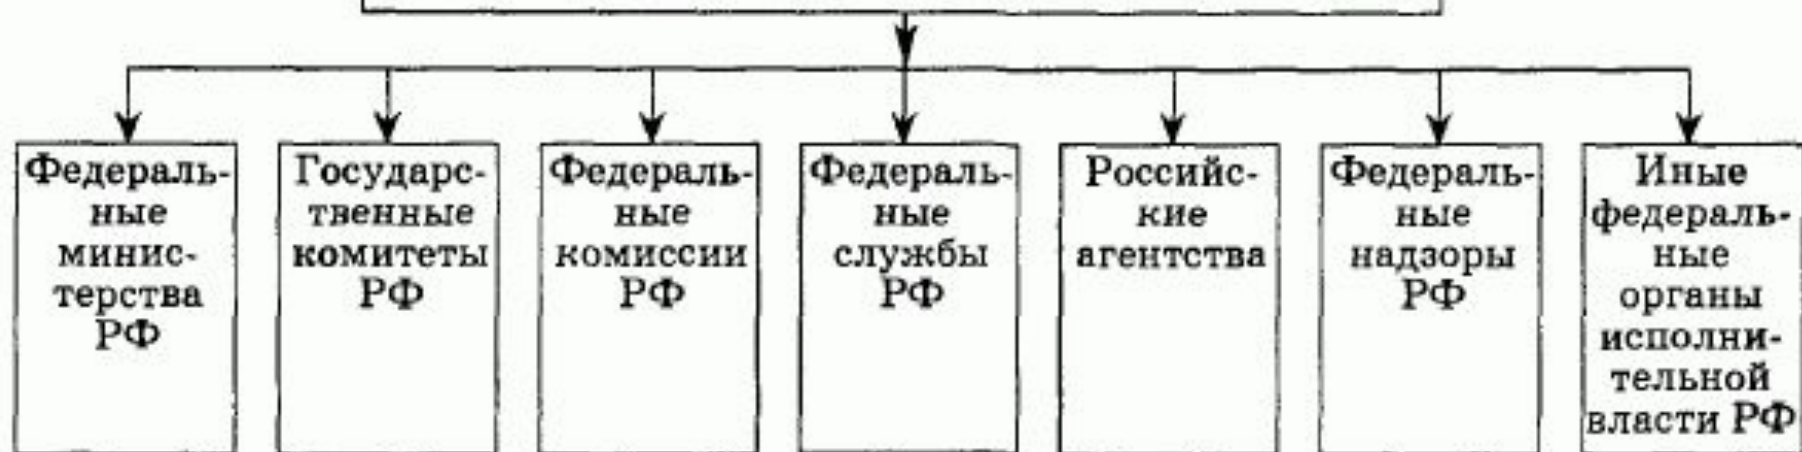 Федераль-
ные
минис-
терства
РФ
Государс-
твенные
комитеты
РФ
Федераль-
ные
комиссии
РФ
Федераль-
ные
службы
РФ
Российс-
кие
агентства
Федераль-
ные
надзоры
РФ
Иные
федераль-
ные
органы
исполни-
тельной
власти РФ